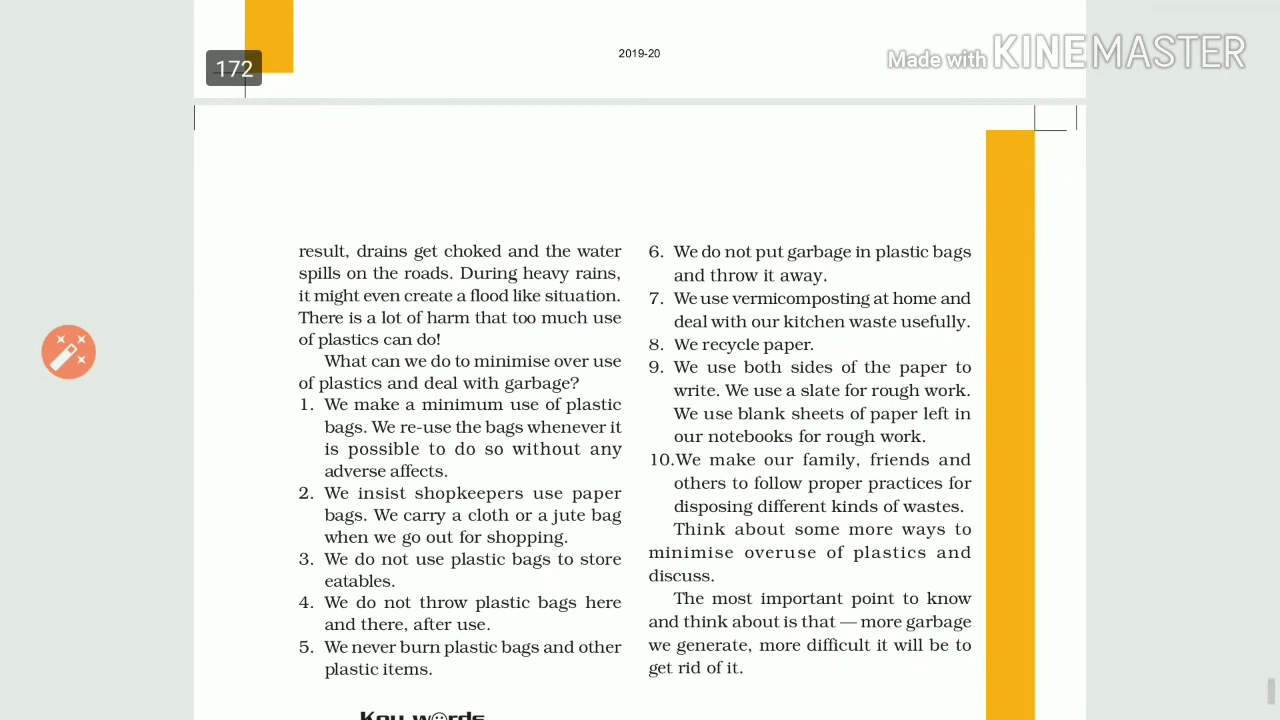 172
2019-20
Made with KINEMASTER
result, drains get choked and the water
spills on the roads. During heavy rains,
it might even create a flood like situation.
There is a lot of harm that too much use
of plastics can do!
What can we do to minimise over use
of plastics and deal with garbage?
1. We make a minimum use of plastic
bags. We re-use the bags whenever it
is possible to do so without any
adverse affects.
2. We insist shopkeepers use paper
bags. We carry a cloth or a jute bag
when we go out for shopping.
3. We do not use plastic bags to store
eatables.
4. We do not throw plastic bags here
and there, after use.
5. We never burn plastic bags and other
plastic items.
Key words
6. We do not put garbage in plastic bags
and throw it away.
7. We use vermicomposting at home and
deal with our kitchen waste usefully.
8. We recycle paper.
9. We use both sides of the paper to
write. We use a slate for rough work.
We use blank sheets of paper left in
our notebooks for rough work.
10.We make our family, friends and
others to follow proper practices for
disposing different kinds of wastes.
Think about some more ways to
minimise overuse of plastics and
discuss.
The most important point to know
and think about is that — more garbage
we generate, more difficult it will be to
get rid of it.